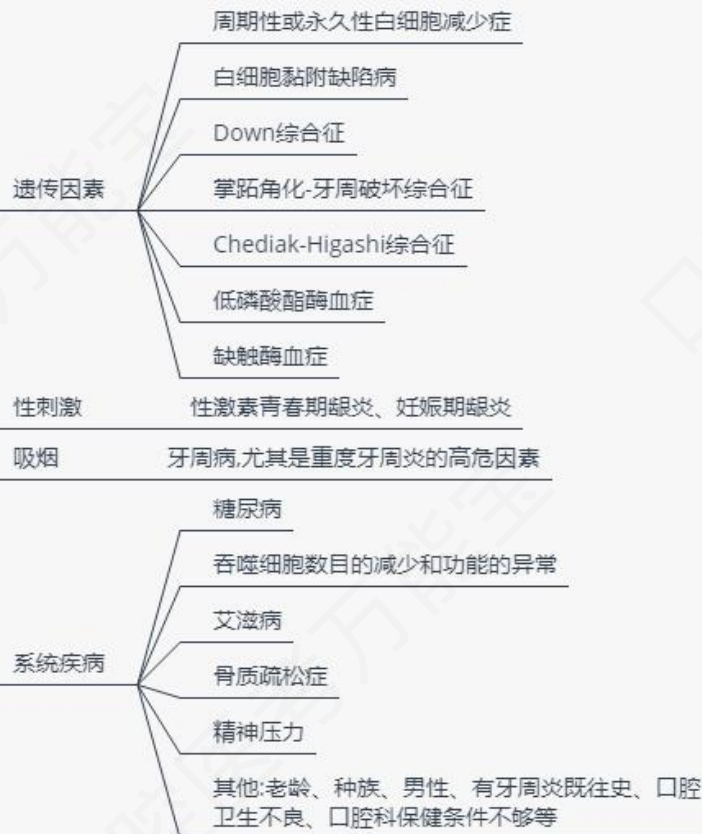 周期性或永久性白细胞减少症
白细胞黏附缺陷病
Down综合征
遗传因素
掌跖角化-牙周破坏综合征
Chediak-Higashi综合征
低磷酸酯酶血症
缺触酶血症
性刺激 性激素青春期龈炎、妊娠期龈炎
吸烟 牙周病,尤其是重度牙周炎的高危因素
糖尿病
吞噬细胞数目的减少和功能的异常
艾滋病
系统疾病
骨质疏松症
精神压力
其他:老龄、种族、男性、有牙周炎既往史、口腔
卫生不良、口腔科保健条件不够等